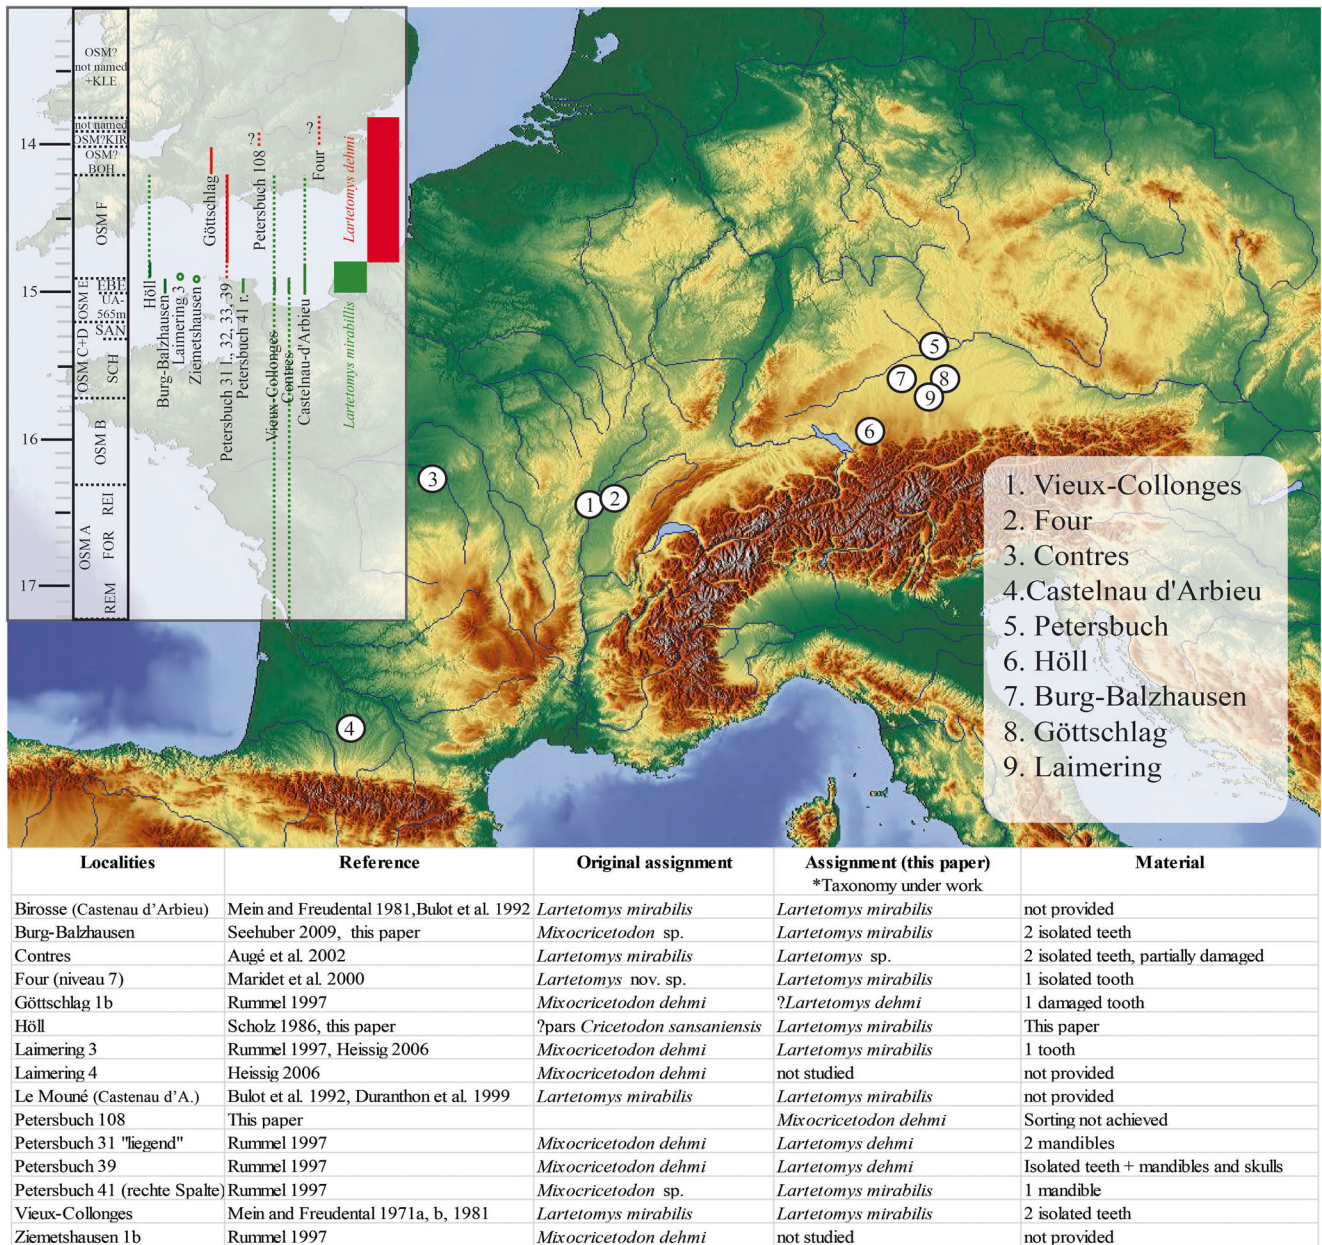 OSM?
not named
+KLE
not named
OSM?KIR
OSM?
BOH
OSM F
OSM E
EBE
UA-
565m
OSM C+D
SAN
SCH
OSM B
OSM A
REI
FOR
REM
14
15
16
17
Höll
Burg-Balzhausen
Laimering 3
Ziemetshausen
Göttschlag
Petersbuch 31 l., 32, 33, 39
Petersbuch 41 r.
?
Petersbuch 108
Vieux-Collonges
Contres
Castelnau-d'Arbieu
?
Four
Lartetomys dehmi
Lartetomys mirabillis
1
2
3
4
5
6
7
8
9
1. Vieux-Collonges
2. Four
3. Contres
4.Castelnau d'Arbieu
5. Petersbuch
6. Höll
7. Burg-Balzhausen
8. Göttschlag
9. Laimering
Localities Reference Original assignment Assignment (this paper) Material
*Taxonomy under work
Birosse (Castenau d’Arbieu) Mein and Freudental 1981,Bulot et al. 1992 Lartetomys mirabilis Lartetomys mirabilis not provided
Burg-Balzhausen Seehuber 2009, this paper Mixocricetodon sp. Lartetomys mirabilis 2 isolated teeth
Contres Augé et al. 2002 Lartetomys mirabilis Lartetomys sp. 2 isolated teeth, partially damaged
Four (niveau 7) Maridet et al. 2000 Lartetomys nov. sp. Lartetomys mirabilis 1 isolated tooth
Göttschlag 1b Rummel 1997 Mixocricetodon dehmi ?Lartetomys dehmi 1 damaged tooth
Höll Scholz 1986, this paper ?pars Cricetodon sansaniensis Lartetomys mirabilis This paper
Laimering 3 Rummel 1997, Heissig 2006 Mixocricetodon dehmi Lartetomys mirabilis 1 tooth
Laimering 4 Heissig 2006 Mixocricetodon dehmi not studied not provided
Le Mouné (Castenau d’A.) Bulot et al. 1992, Duranthon et al. 1999 Lartetomys mirabilis Lartetomys mirabilis not provided
Petersbuch 108 This paper Mixocricetodon dehmi Sorting not achieved
Petersbuch 31 "liegend" Rummel 1997 Mixocricetodon dehmi Lartetomys dehmi 2 mandibles
Petersbuch 39 Rummel 1997 Mixocricetodon dehmi Lartetomys dehmi Isolated teeth + mandibles and skulls
Petersbuch 41 (rechte Spalte) Rummel 1997 Mixocricetodon sp. Lartetomys mirabilis 1 mandible
Vieux-Collonges Mein and Freudental 1971a, b, 1981 Lartetomys mirabilis Lartetomys mirabilis 2 isolated teeth
Ziemetshausen 1b Rummel 1997 Mixocricetodon dehmi not studied not provided